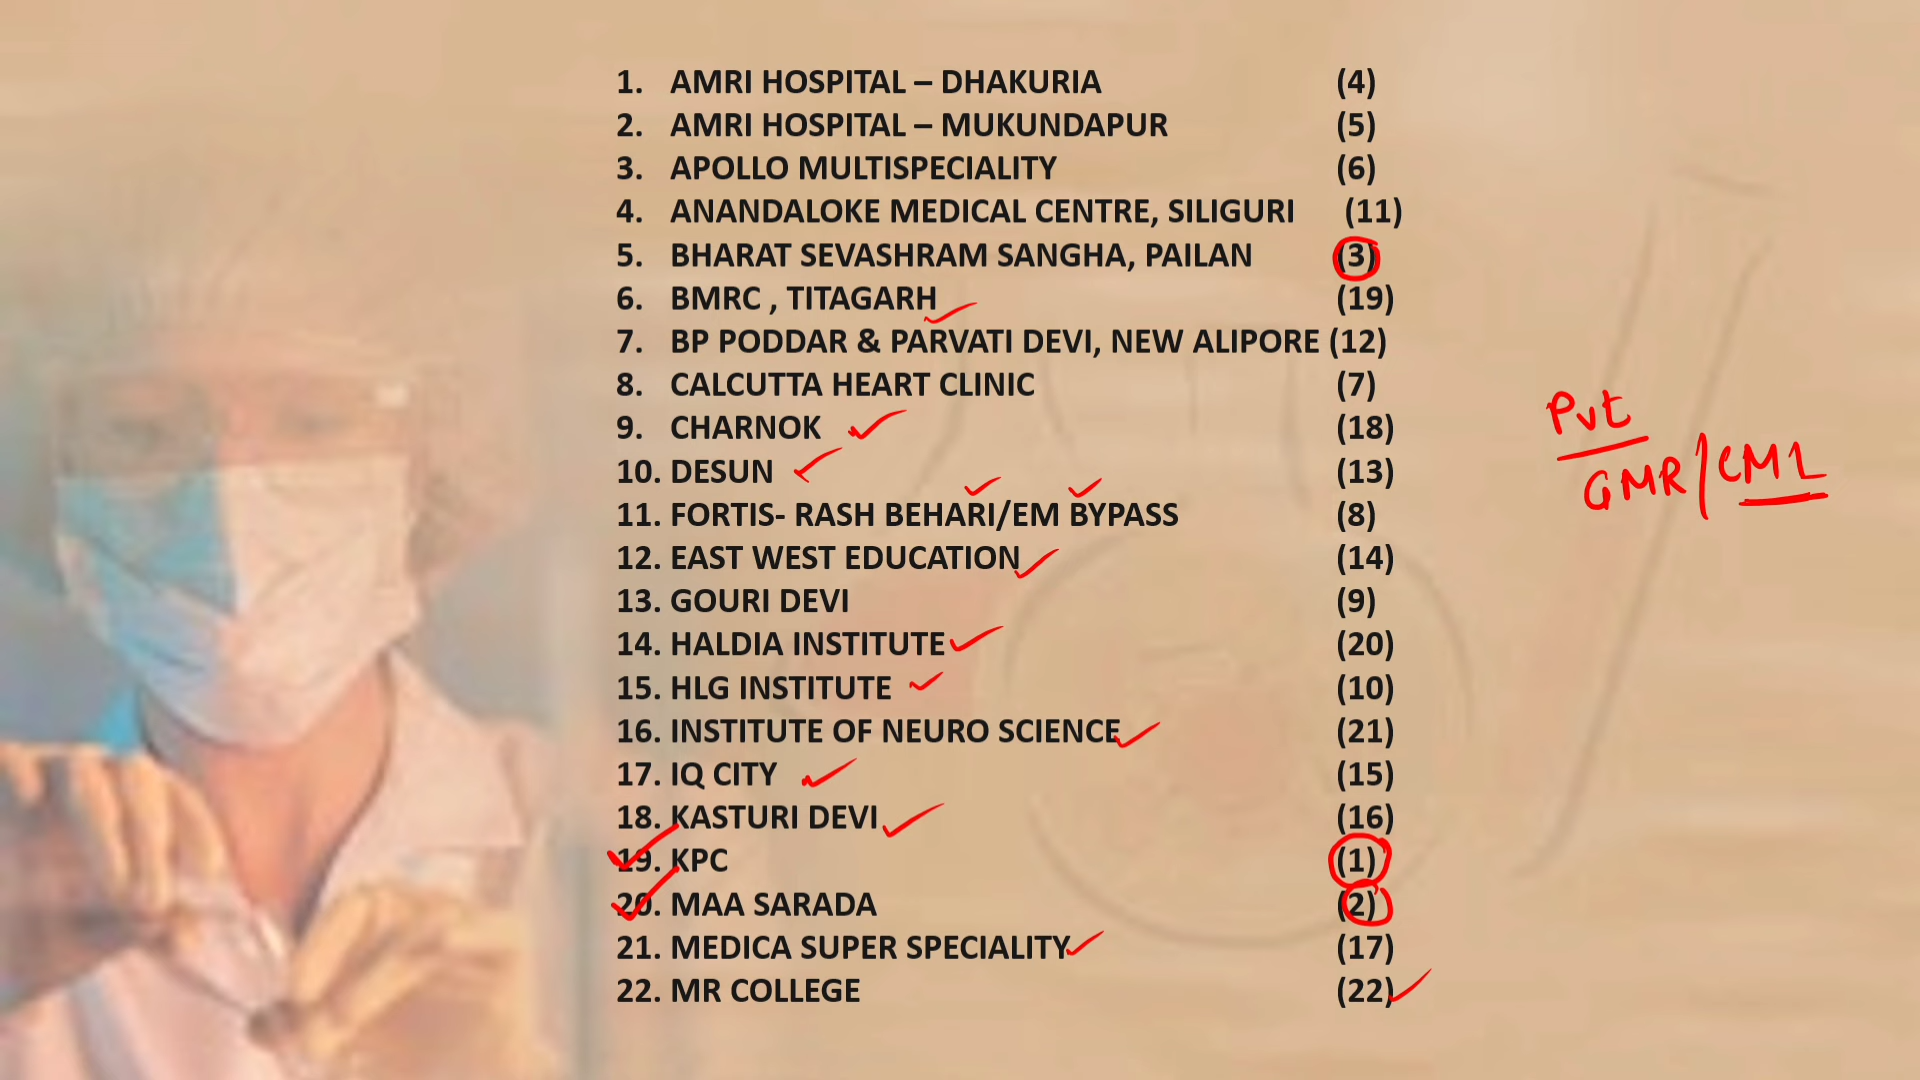 1. AMRI HOSPITAL – DHAKURIA (4)
2. AMRI HOSPITAL – MUKUNDAPUR (5)
3. APOLLO MULTISPECIALITY (6)
4. ANANDALOKE MEDICAL CENTRE, SILIGURI (11)
5. BHARAT SEVASHRAM SANGHA, PAILAN (3)
6. BMRC , TITAGARH (19)
7. BP PODDAR & PARVATI DEVI, NEW ALIPORE (12)
8. CALCUTTA HEART CLINIC (7)
9. CHARNOK (18)
10. DESUN (13)
11. FORTIS- RASH BEHARI/EM BYPASS (8)
12. EAST WEST EDUCATION (14)
13. GOURI DEVI (9)
14. HALDIA INSTITUTE (20)
15. HLG INSTITUTE (10)
16. INSTITUTE OF NEURO SCIENCE (21)
17. IQ CITY (15)
18. KASTURI DEVI (16)
19. KPC (1)
20. MAA SARADA (2)
21. MEDICA SUPER SPECIALITY (17)
22. MR COLLEGE (22)
Pvt
GMR/CML